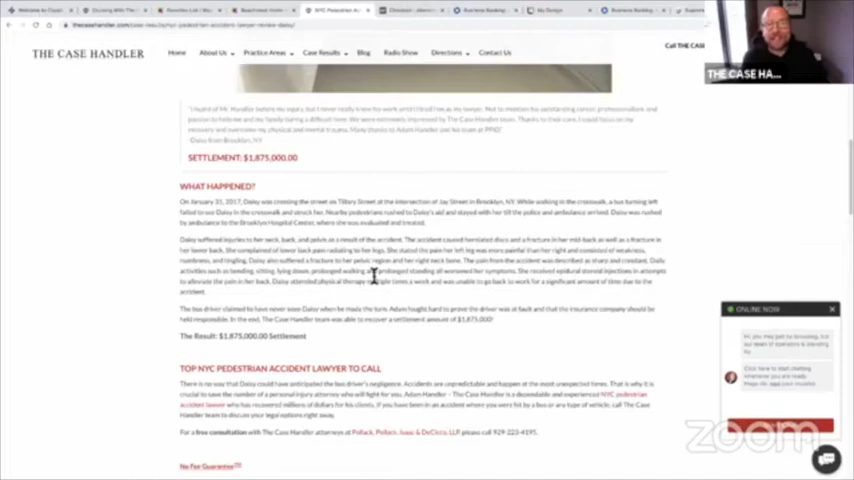 NYC Pedestrian Ac
My Design
thecasehandler.com/case-results/nyc-pedestrian-accident-lawyer-review-daisy/
THE CASE HANDLER
Home About Us Practice Areas Case Results Blog Radio Show Directions Contact Us
Call THE CASE
THE CASE HA...
"I heard of Mr. Handler before my injury, but I never really knew his work until I hired him as my lawyer. Not to mention his outstanding career professionalism and
passion to help me and my family during a difficult time. We were extremely impressed by The Case Handler team. Thanks to their care, I could focus on my
recovery and overcome my physical and mental trauma. Many thanks to Adam Handler and his team at PPID!"
-Daisy from Brooklyn, NY
SETTLEMENT: $1,875,000.00
WHAT HAPPENED?
On January 31, 2017, Daisy was crossing the street on Tillary Street at the intersection of Jay Street in Brooklyn, NY. While walking in the crosswalk, a bus turning left
failed to see Daisy in the crosswalk and struck her. Nearby pedestrians rushed to Daisy's aid and stayed with her till the police and ambulance arrived. Daisy was rushed
by ambulance to the Brooklyn Hospital Center, where she was evaluated and treated.
Daisy suffered injuries to her neck, back, and pelvis as a result of the accident. The accident caused herniated discs and a fracture in her mid-back as well as a fracture in
her lower back. She complained of lower back pain radiating to her legs. She stated the pain her left leg was more painful than her right and consisted of weakness,
numbness, and tingling. Daisy also suffered a fracture to her pelvic region and her right neck bone. The pain from the accident was described as sharp and constant. Daily
activities such as bending, sitting, lying down, prolonged walking and prolonged standing all worsened her symptoms. She received epidural steroid injections in attempts
to alleviate the pain in her back. Daisy attended physical therapy multiple times a week and was unable to go back to work for a significant amount of time due to the
accident.
The bus driver claimed to have never seen Daisy when he made the turn. Adam fought hard to prove the driver was at fault and that the insurance company should be
held responsible. In the end, The Case Handler team was able to recover a settlement amount of $1,875,000!
The Result: $1,875,000.00 Settlement
TOP NYC PEDESTRIAN ACCIDENT LAWYER TO CALL
There is no way that Daisy could have anticipated the bus driver's negligence. Accidents are unpredictable and happen at the most unexpected times. That is why it is
crucial to save the number of a personal injury attorney who will fight for you. Adam Handler – The Case Handler is a dependable and experienced NYC pedestrian
accident lawyer who has recovered millions of dollars for his clients. If you have been in an accident where you were hit by a bus or any type of vehicle, call The Case
Handler team to discuss your legal options right away.
For a free consultation with The Case Handler attorneys at Pollack, Pollack, Isaac & DeCicco, LLP, please call 929-223-4195.
No Fee Guarantee
ONLINE NOW
Hi, you may just be browsing, but
our team of operators is standing
by.
Click here to start chatting
whenever you are ready.
zoom